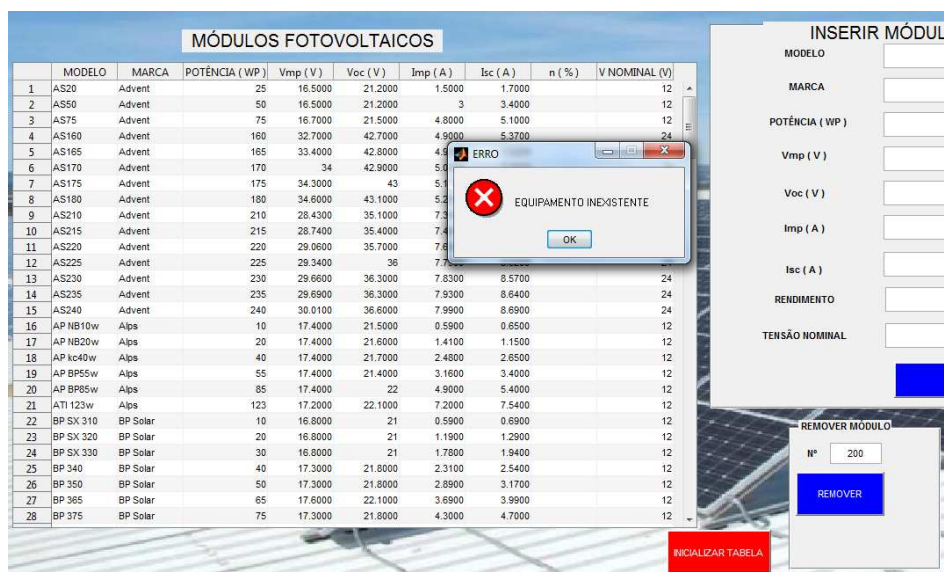 MÓDULOS FOTOVOLTAICOS
MODELO MARCA POTÊNCIA ( WP ) Vmp ( V ) Voc ( V ) Imp ( A ) Isc ( A ) n ( % ) V NOMINAL (V)
1 AS20 Advent 25 16.5000 21.2000 1.5000 1.7000 12
2 AS50 Advent 50 16.5000 21.2000 3 3.4000 12
3 AS75 Advent 75 16.7000 21.5000 4.8000 5.1000 12
4 AS160 Advent 160 32.7000 42.7000 4.9000 5.3700 24
5 AS165 Advent 165 33.4000 42.8000 4.9
6 AS170 Advent 170 34 42.9000 5.0
7 AS175 Advent 175 34.3000 43 5.1
8 AS180 Advent 180 34.6000 43.1000 5.2
9 AS210 Advent 210 28.4300 35.1000 7.3
10 AS215 Advent 215 28.7400 35.4000 7.4
11 AS220 Advent 220 29.0600 35.7000 7.6
12 AS225 Advent 225 29.3400 36
13 AS230 Advent 230 29.6600 36.3000 7.8300 8.5700 24
14 AS235 Advent 235 29.6900 36.3000 7.9300 8.6400 24
15 AS240 Advent 240 30.0100 36.6000 7.9900 8.6900 24
16 AP NB10w Alps 10 17.4000 21.5000 0.5900 0.6500 12
17 AP NB20w Alps 20 17.4000 21.6000 1.4100 1.1500 12
18 AP kc40w Alps 40 17.4000 21.7000 2.4800 2.6500 12
19 AP BP55w Alps 55 17.4000 21.4000 3.1600 3.4000 12
20 AP BP85w Alps 85 17.4000 22 4.9000 5.4000 12
21 ATI 123w Alps 123 17.2000 22.1000 7.2000 7.5400 12
22 BP SX 310 BP Solar 10 16.8000 21 0.5900 0.6900 12
23 BP SX 320 BP Solar 20 16.8000 21 1.1900 1.2900 12
24 BP SX 330 BP Solar 30 16.8000 21 1.7800 1.9400 12
25 BP 340 BP Solar 40 17.3000 21.8000 2.3100 2.5400 12
26 BP 350 BP Solar 50 17.3000 21.8000 2.8900 3.1700 12
27 BP 365 BP Solar 65 17.6000 22.1000 3.6900 3.9900 12
28 BP 375 BP Solar 75 17.3000 21.8000 4.3000 4.7000 12
ERRO
EQUIPAMENTO INEXISTENTE
OK
INSERIR MÓDUL
MODELO
MARCA
POTÊNCIA ( WP )
Vmp ( V )
Voc ( V )
Imp ( A )
Isc ( A )
RENDIMENTO
TENSÃO NOMINAL
REMOVER MÓDULO
Nº 200
REMOVER
INICIALIZAR TABELA